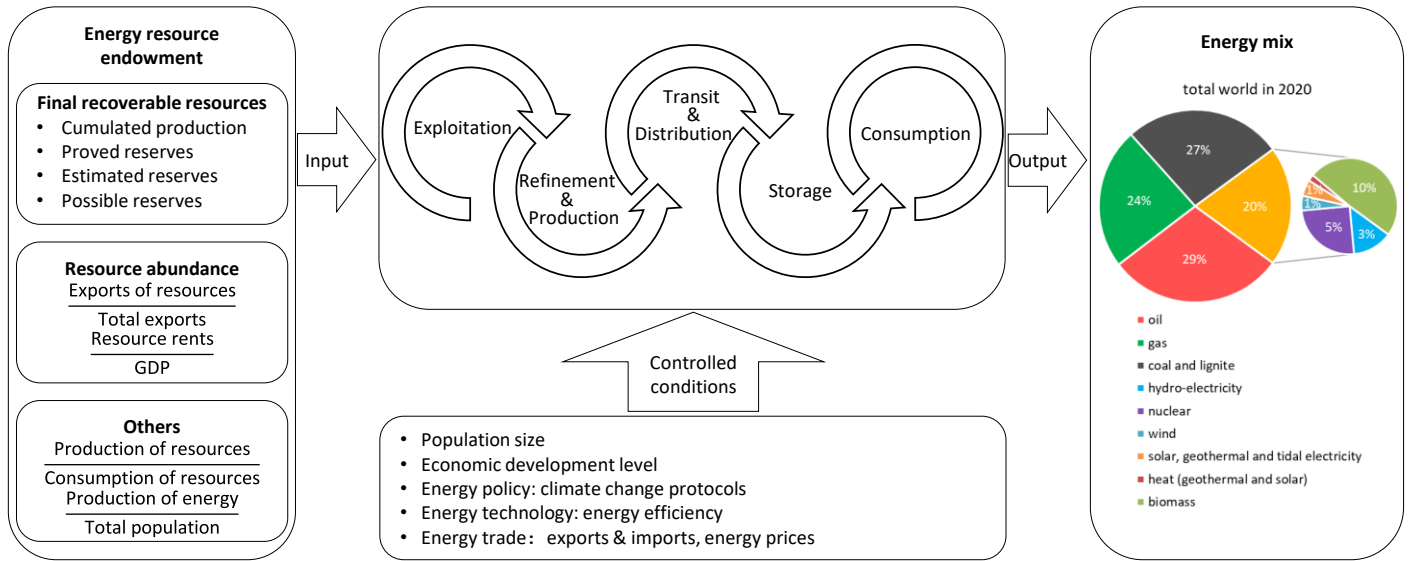 Energy resource
endowment
Final recoverable resources
• Cumulated production
• Proved reserves
• Estimated reserves
• Possible reserves
Resource abundance
Exports of resources
Total exports
Resource rents
GDP
Others
Production of resources
Consumption of resources
Production of energy
Total population
Input
Exploitation
Refinement
&
Production
Transit
&
Distribution
Storage
Consumption
Controlled
conditions
• Population size
• Economic development level
• Energy policy: climate change protocols
• Energy technology: energy efficiency
• Energy trade： exports & imports, energy prices
Output
Energy mix
total world in 2020
27%
24%
20%
29%
10%
1%
1%
5%
3%
oil
gas
coal and lignite
hydro-electricity
nuclear
wind
solar, geothermal and tidal electricity
heat (geothermal and solar)
biomass